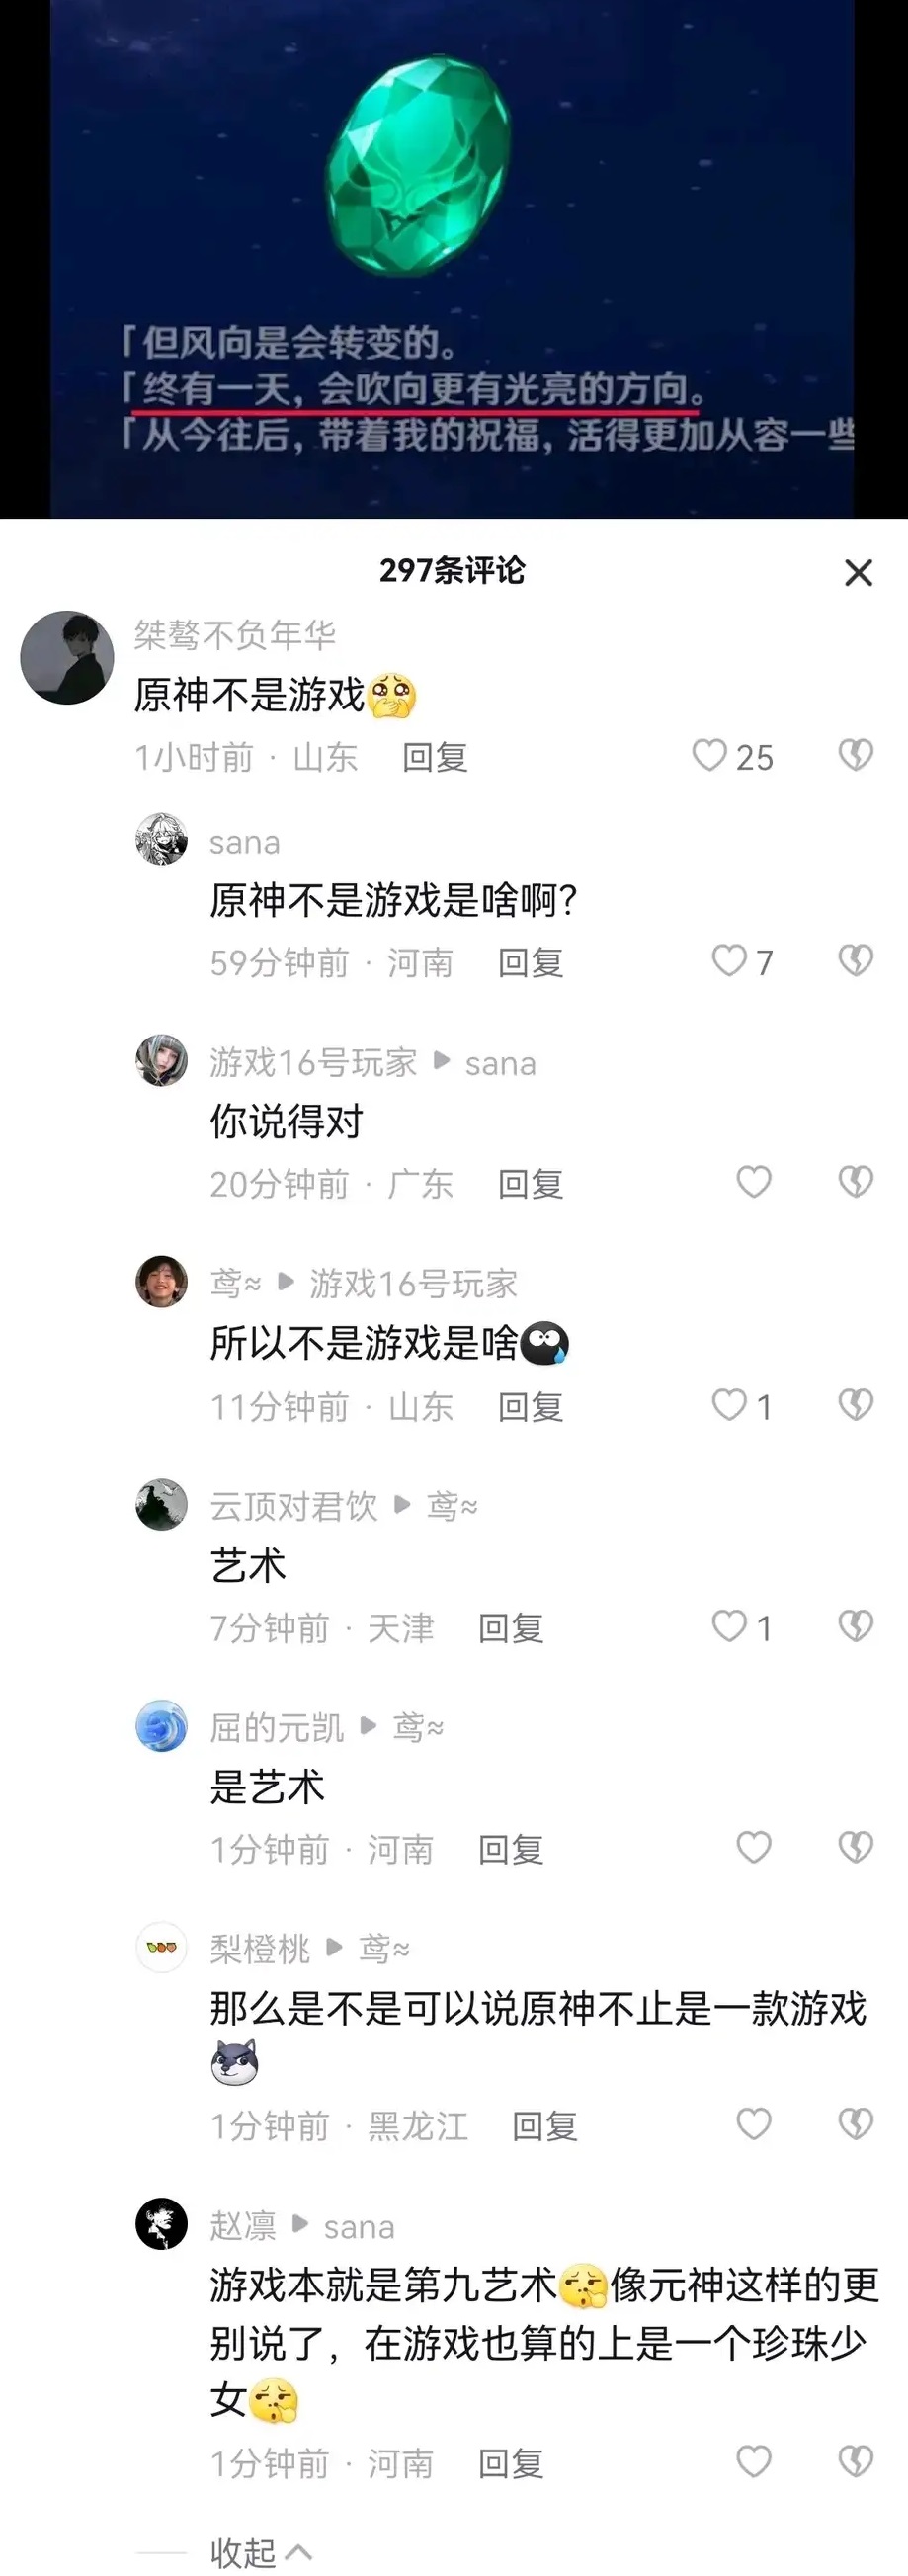 「但风向是会转变的。
「终有一天，会吹向更有光亮的方向。
「从今往后，带着我的祝福，活得更加从容一些
297条评论
桀骜不负年华
原神不是游戏
1小时前 · 山东 回复 25
sana
原神不是游戏是啥啊？
59分钟前 · 河南 回复 7
游戏16号玩家 ▶ sana
你说得对
20分钟前 · 广东 回复
鸢≈ ▶ 游戏16号玩家
所以不是游戏是啥
11分钟前 · 山东 回复 1
云顶对君饮 ▶ 鸢≈
艺术
7分钟前 · 天津 回复 1
屈的元凯 ▶ 鸢≈
是艺术
1分钟前 · 河南 回复
梨橙桃 ▶ 鸢≈
那么是不是可以说原神不止是一款游戏
1分钟前 · 黑龙江 回复
赵凛 ▶ sana
游戏本就是第九艺术像元神这样的更
别说了，在游戏也算的上是一个珍珠少
女
1分钟前 · 河南 回复
收起